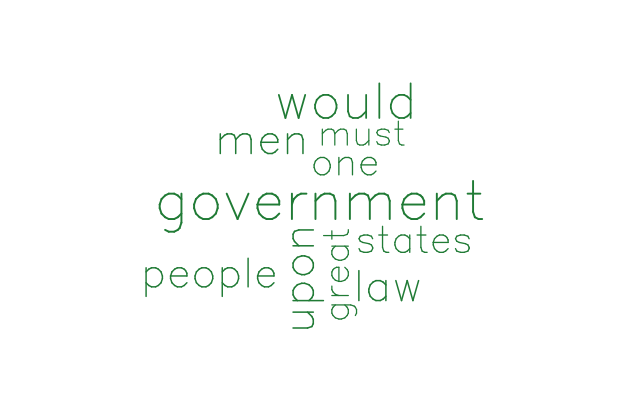 would
men must
one
government
upon great states
people law